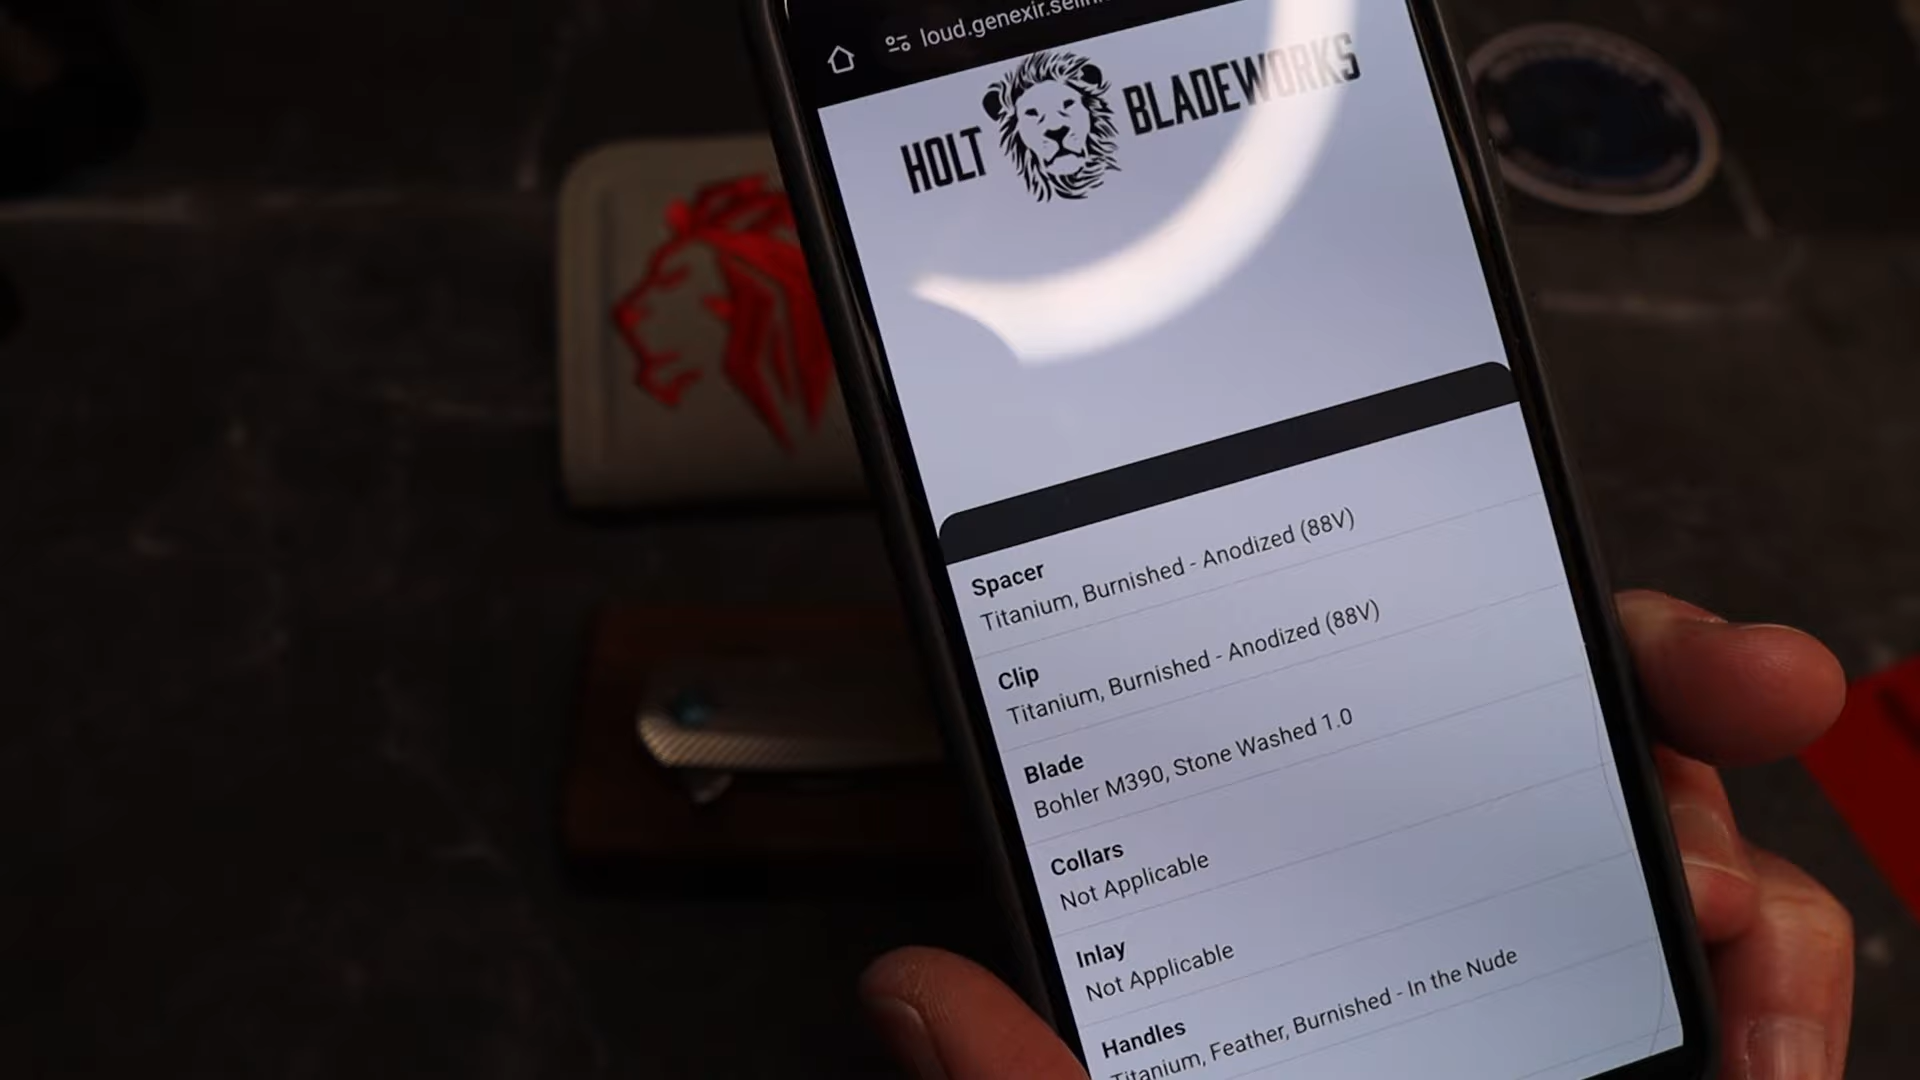 loud.genexir.sellh
HOLT BLADEWORKS
Spacer
Titanium, Burnished - Anodized (88V)
Clip
Titanium, Burnished - Anodized (88V)
Blade
Bohler M390, Stone Washed 1.0
Collars
Not Applicable
Inlay
Not Applicable
Handles
Titanium, Feather, Burnished - In the Nude